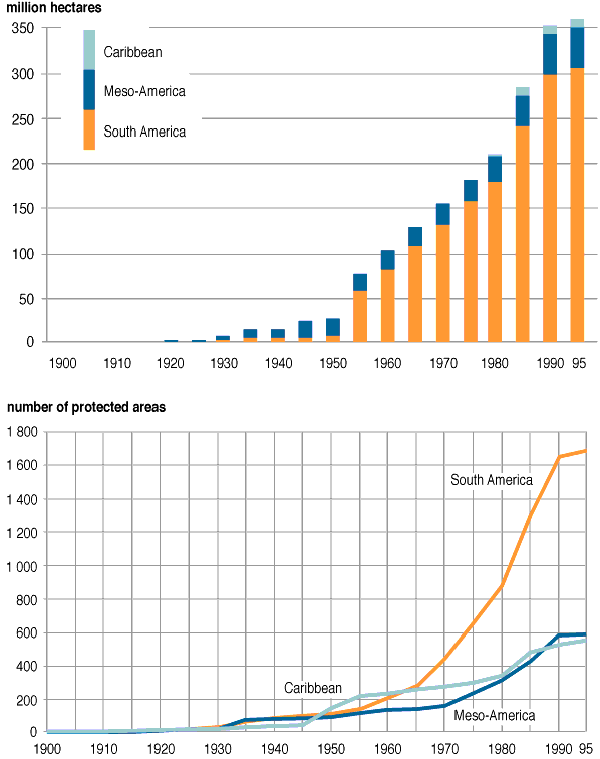 million hectares
350
300
250
200
150
100
50
0
Caribbean
Meso-America
South America
1900 1910 1920 1930 1940 1950 1960 1970 1980 1990 95
number of protected areas
1 800
1 600
1 400
1 200
1 000
800
600
400
200
0
South America
Caribbean
Meso-America
1900 1910 1920 1930 1940 1950 1960 1970 1980 1990 95